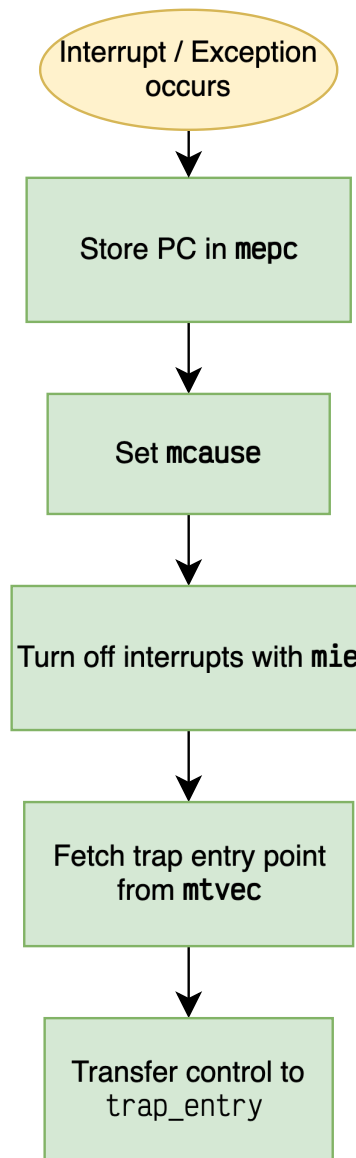 Interrupt / Exception
occurs
Store PC in mepc
Set mcause
Turn off interrupts with mie
Fetch trap entry point
from mtvec
Transfer control to
trap_entry